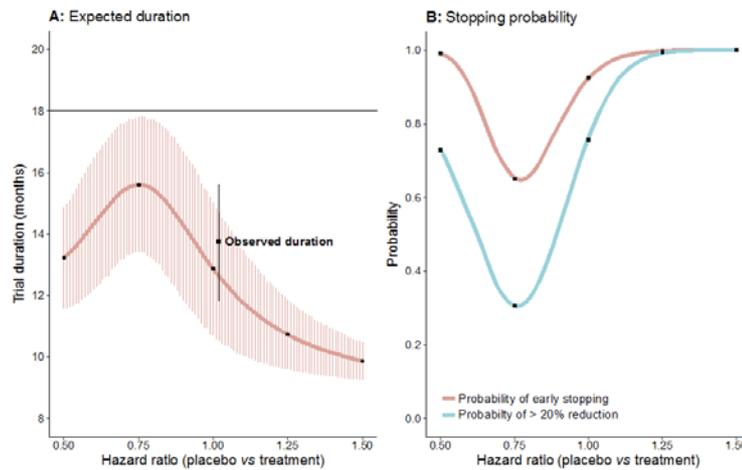 A: Expected duration
20
18
16
14
12
10
8
Trial duration (months)
Observed duration
0.50
0.75
1.00
1.25
1.50
Hazard ratio (placebo vs treatment)
B: Stopping probability
1.0
0.8
0.6
0.4
0.2
0.0
Probability
Probability of early stopping
Probabilty of > 20% reduction
0.50
0.75
1.00
1.25
1.5
Hazard ratio (placebo vs treatment)